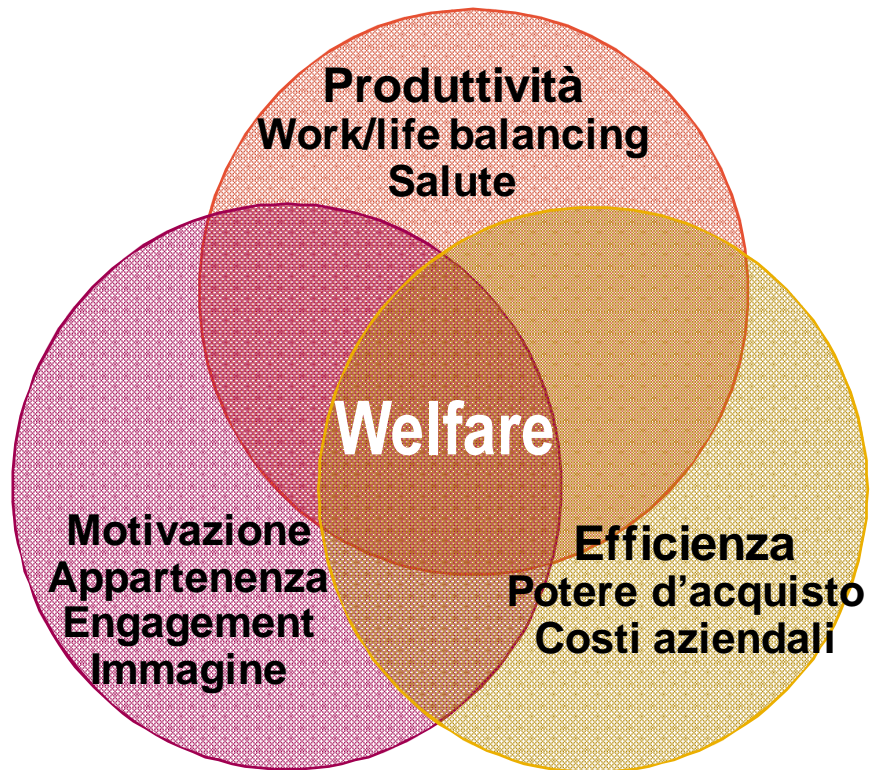 Produttività
Work/life balancing
Salute
Welfare
Motivazione
Appartenenza
Engagement
Immagine
Efficienza
Potere d'acquisto
Costi aziendali